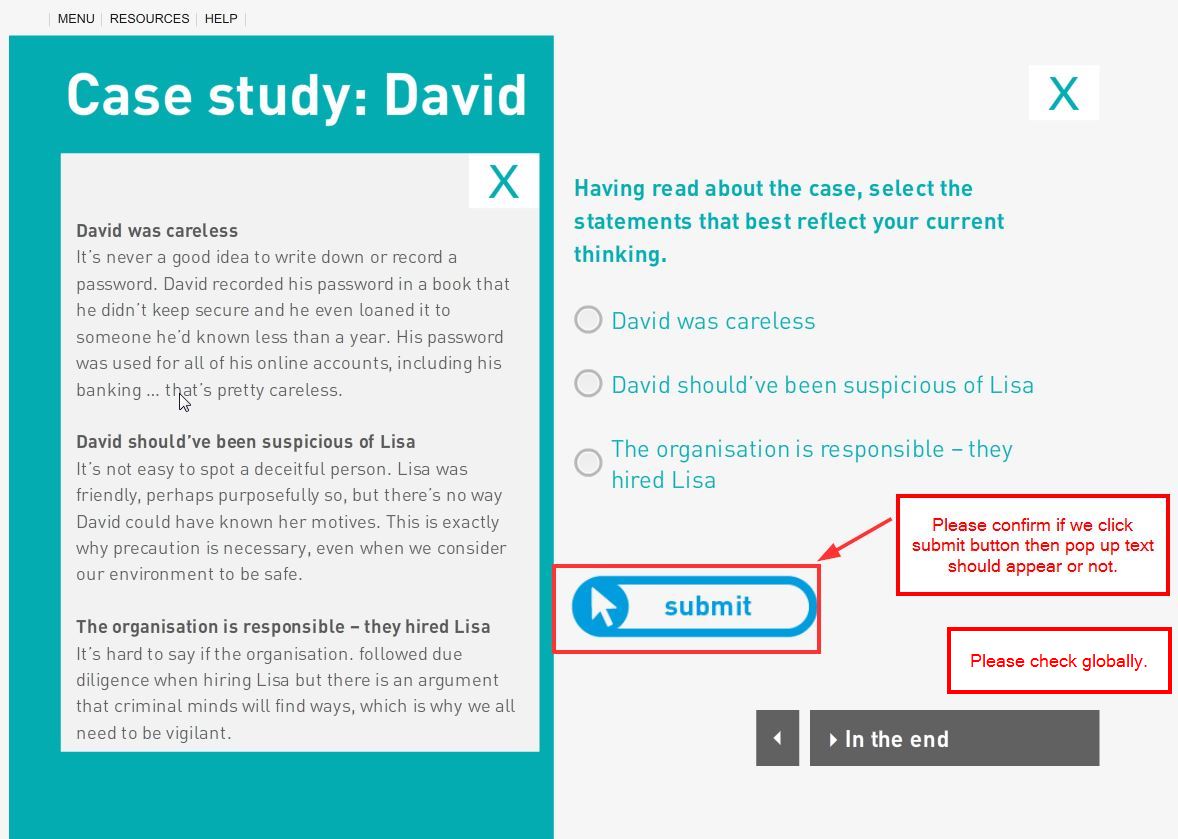 MENU RESOURCES HELP
Case study: David
X
David was careless
It's never a good idea to write down or record a
password. David recorded his password in a book that
he didn't keep secure and he even loaned it to
someone he'd known less than a year. His password
was used for all of his online accounts, including his
banking ... that's pretty careless.
David should've been suspicious of Lisa
It's not easy to spot a deceitful person. Lisa was
friendly, perhaps purposefully so, but there's no way
David could have known her motives. This is exactly
why precaution is necessary, even when we consider
our environment to be safe.
The organisation is responsible – they hired Lisa
It's hard to say if the organisation. followed due
diligence when hiring Lisa but there is an argument
that criminal minds will find ways, which is why we all
need to be vigilant.
X
Having read about the case, select the
statements that best reflect your current
thinking.
David was careless
David should've been suspicious of Lisa
The organisation is responsible – they
hired Lisa
Please confirm if we click
submit button then pop up text
should appear or not.
submit
Please check globally.
In the end